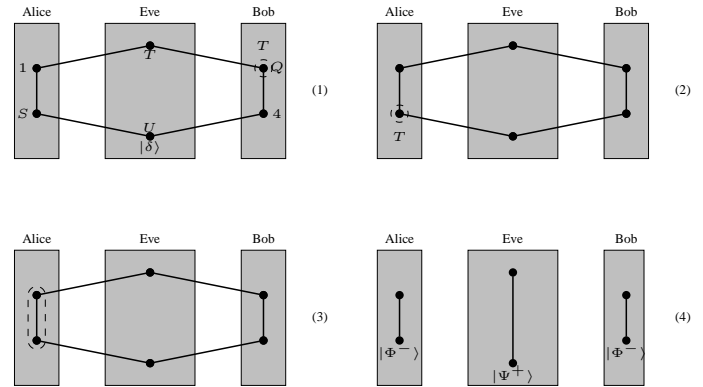 Alice Eve Bob
T
1 T Q
(1)
S U 4
|δ⟩
Alice Eve Bob
(2)
T
Alice Eve Bob
(3)
Alice Eve Bob
(4)
|Φ⁻⟩ |Φ⁻⟩
|Ψ⁺⟩